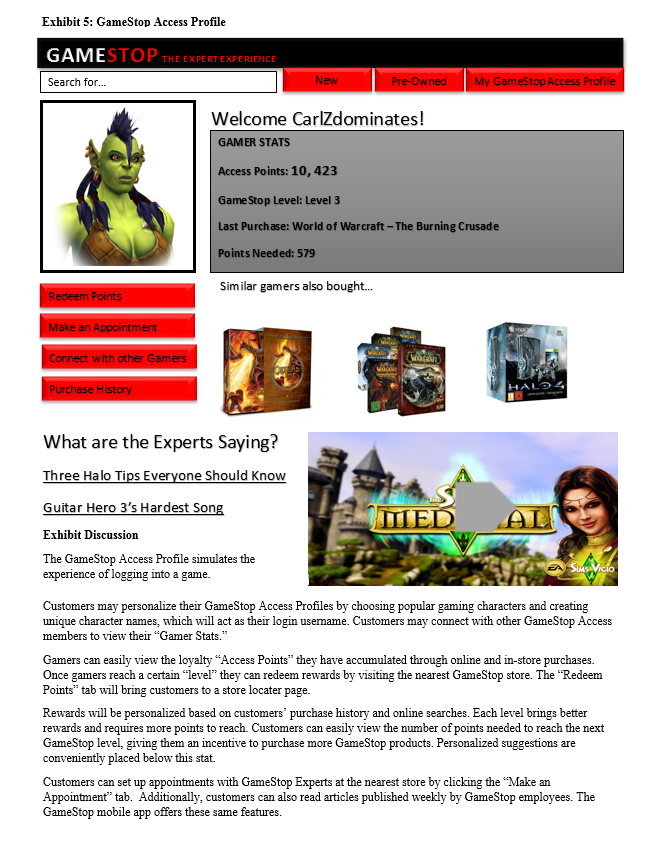 Exhibit 5: GameStop Access Profile
GAMESTOP THE EXPERT EXPERIENCE
Search for...
New
Pre-Owned
My GameStop Access Profile
Welcome CarlZdominates!
GAMER STATS
Access Points: 10, 423
GameStop Level: Level 3
Last Purchase: World of Warcraft – The Burning Crusade
Points Needed: 579
Similar gamers also bought...
Redeem Points
Make an Appointment
Connect with other Gamers
Purchase History
WARCRAFT
HALO 4
What are the Experts Saying?
Three Halo Tips Everyone Should Know
Guitar Hero 3’s Hardest Song
EA
SIMS VIGIO
Exhibit Discussion
The GameStop Access Profile simulates the
experience of logging into a game.
Customers may personalize their GameStop Access Profiles by choosing popular gaming characters and creating
unique character names, which will act as their login username. Customers may connect with other GameStop Access
members to view their “Gamer Stats.”
Gamers can easily view the loyalty “Access Points” they have accumulated through online and in-store purchases.
Once gamers reach a certain “level” they can redeem rewards by visiting the nearest GameStop store. The “Redeem
Points” tab will bring customers to a store locater page.
Rewards will be personalized based on customers’ purchase history and online searches. Each level brings better
rewards and requires more points to reach. Customers can easily view the number of points needed to reach the next
GameStop level, giving them an incentive to purchase more GameStop products. Personalized suggestions are
conveniently placed below this stat.
Customers can set up appointments with GameStop Experts at the nearest store by clicking the “Make an
Appointment” tab.  Additionally, customers can also read articles published weekly by GameStop employees. The
GameStop mobile app offers these same features.